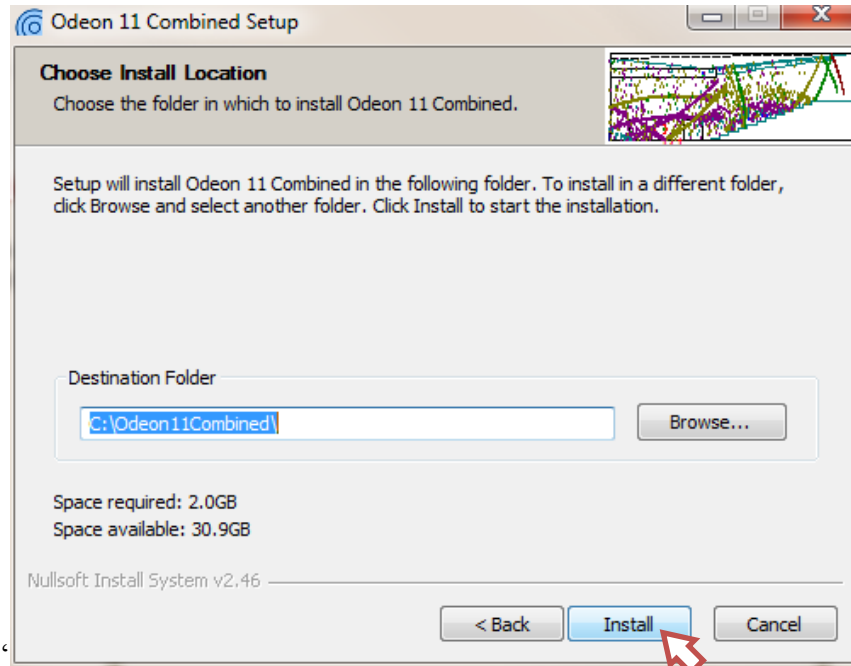 Odeon 11 Combined Setup
Choose Install Location
Choose the folder in which to install Odeon 11 Combined.
Setup will install Odeon 11 Combined in the following folder. To install in a different folder,
click Browse and select another folder. Click Install to start the installation.
Destination Folder
C:\Odeon11Combined\
Browse...
Space required: 2.0GB
Space available: 30.9GB
Nullsoft Install System v2.46
< Back
Install
Cancel
‘